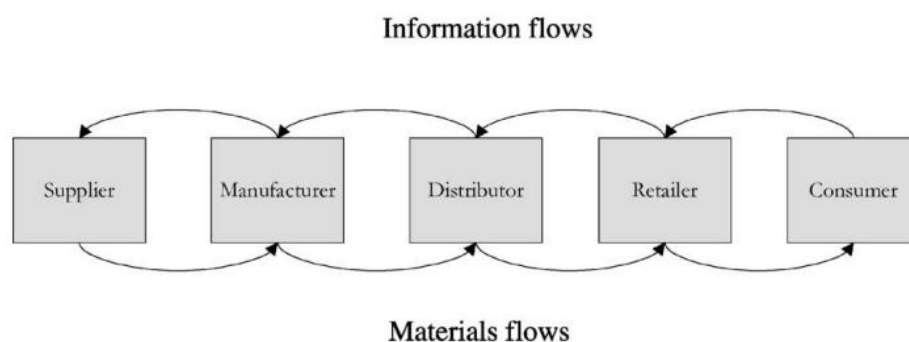 Information flows
Supplier Manufacturer Distributor Retailer Consumer
Materials flows